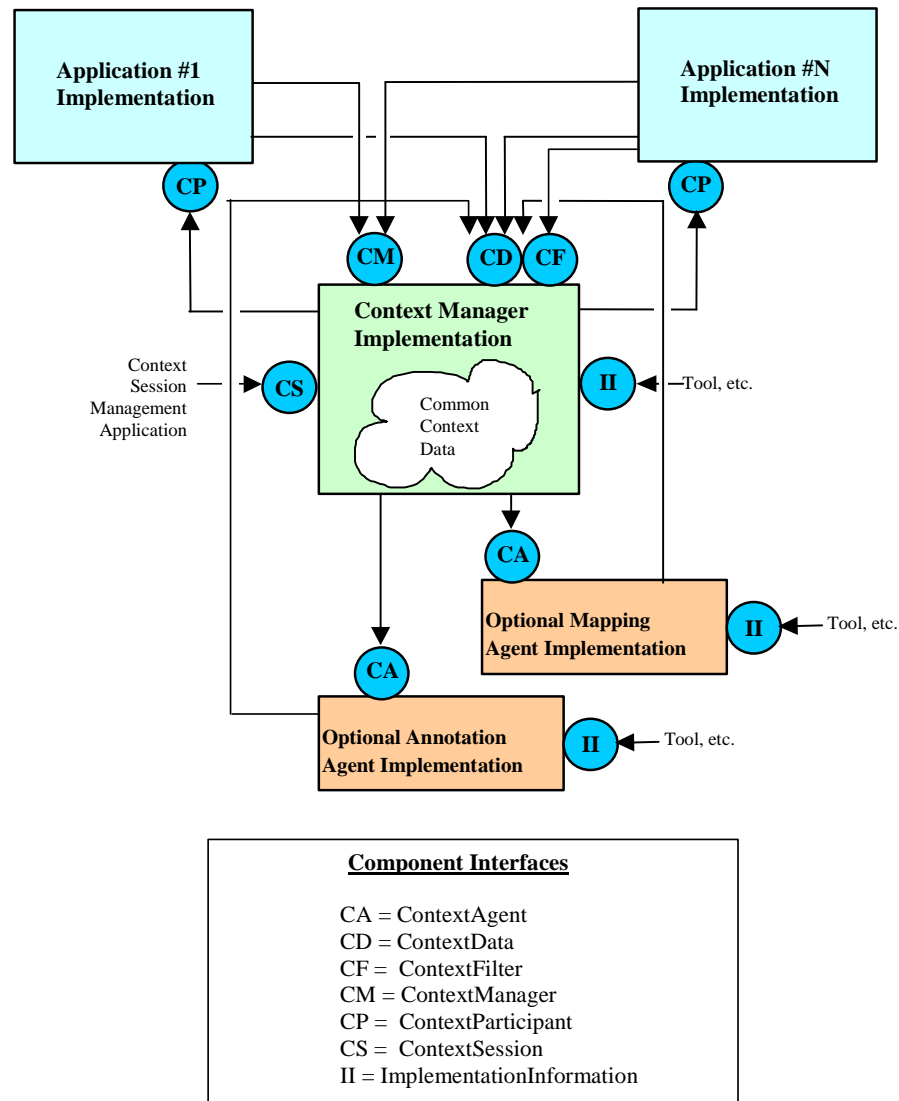 Application #1
Implementation
Application #N
Implementation
CP
CP
CM
CD
CF
Context Manager
Implementation
Context
Session
Management
Application
CS
Common
Context
Data
II
Tool, etc.
CA
Optional Mapping
Agent Implementation
II
Tool, etc.
CA
Optional Annotation
Agent Implementation
II
Tool, etc.
Component Interfaces
CA = ContextAgent
CD = ContextData
CF = ContextFilter
CM = ContextManager
CP = ContextParticipant
CS = ContextSession
II = ImplementationInformation